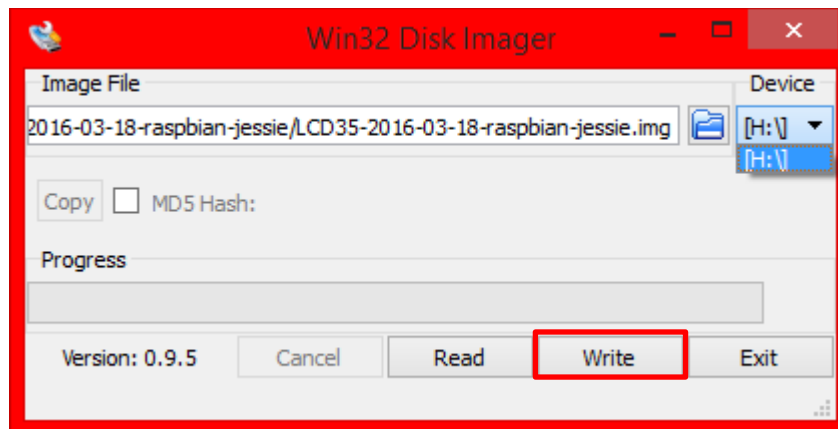 Win32 Disk Imager
Image File
Device
2016-03-18-raspbian-jessie/LCD35-2016-03-18-raspbian-jessie.img
[H:\]
[H:\]
Copy
MD5 Hash:
Progress
Version: 0.9.5
Cancel
Read
Write
Exit